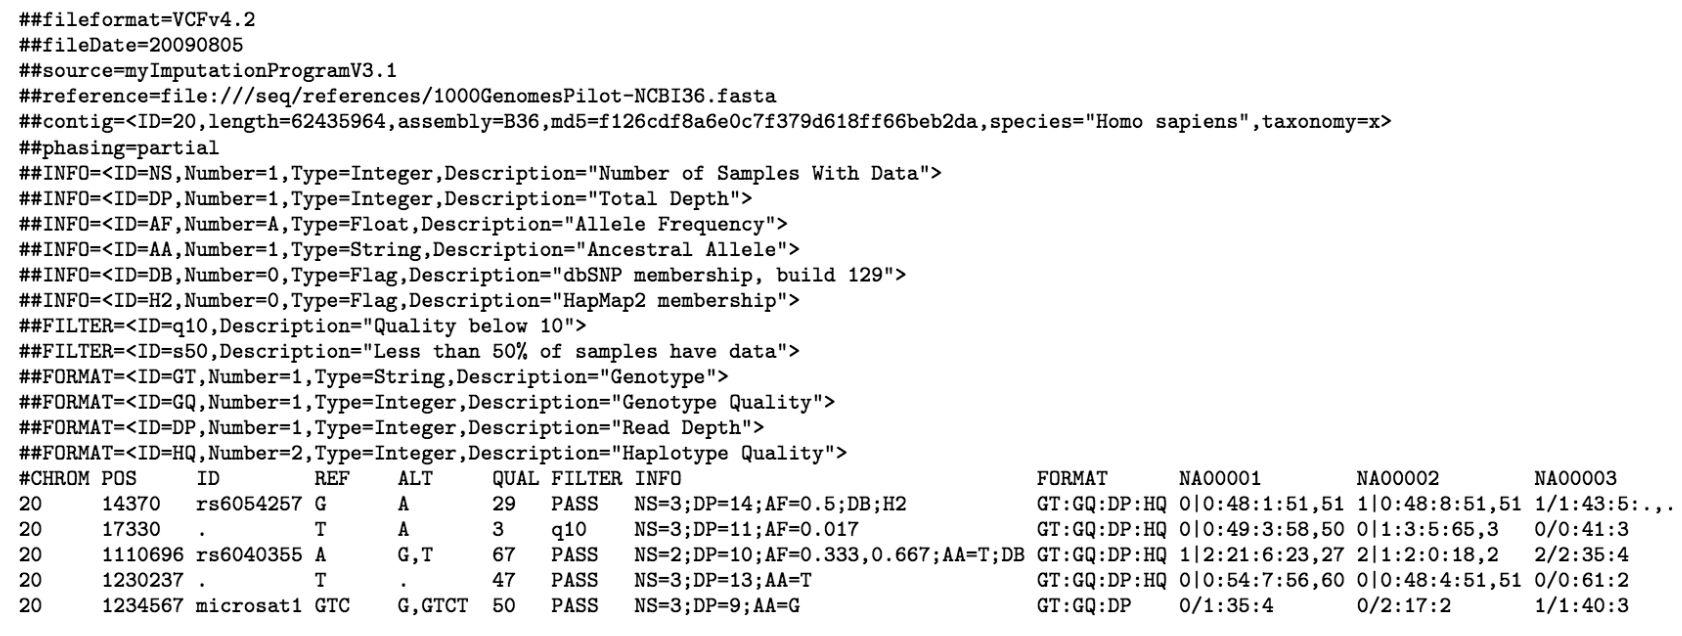 ##fileformat=VCFv4.2
##fileDate=20090805
##source=myImputationProgramV3.1
##reference=file:///seq/references/1000GenomesPilot-NCBI36.fasta
##contig=<ID=20,length=62435964,assembly=B36,md5=f126cdf8a6e0c7f379d618ff66beb2da,species="Homo sapiens",taxonomy=x>
##phasing=partial
##INFO=<ID=NS,Number=1,Type=Integer,Description="Number of Samples With Data">
##INFO=<ID=DP,Number=1,Type=Integer,Description="Total Depth">
##INFO=<ID=AF,Number=A,Type=Float,Description="Allele Frequency">
##INFO=<ID=AA,Number=1,Type=String,Description="Ancestral Allele">
##INFO=<ID=DB,Number=0,Type=Flag,Description="dbSNP membership, build 129">
##INFO=<ID=H2,Number=0,Type=Flag,Description="HapMap2 membership">
##FILTER=<ID=q10,Description="Quality below 10">
##FILTER=<ID=s50,Description="Less than 50% of samples have data">
##FORMAT=<ID=GT,Number=1,Type=String,Description="Genotype">
##FORMAT=<ID=GQ,Number=1,Type=Integer,Description="Genotype Quality">
##FORMAT=<ID=DP,Number=1,Type=Integer,Description="Read Depth">
##FORMAT=<ID=HQ,Number=2,Type=Integer,Description="Haplotype Quality">
#CHROM POS ID REF ALT QUAL FILTER INFO FORMAT NA00001 NA00002 NA00003
20 14370 rs6054257 G A 29 PASS NS=3;DP=14;AF=0.5;DB;H2 GT:GQ:DP:HQ 0|0:48:1:51,51 1|0:48:8:51,51 1/1:43:5:.,.
20 17330 . T A 3 q10 NS=3;DP=11;AF=0.017 GT:GQ:DP:HQ 0|0:49:3:58,50 0|1:3:5:65,3 0/0:41:3
20 1110696 rs6040355 A G,T 67 PASS NS=2;DP=10;AF=0.333,0.667;AA=T;DB GT:GQ:DP:HQ 1|2:21:6:23,27 2|1:2:0:18,2 2/2:35:4
20 1230237 . T . 47 PASS NS=3;DP=13;AA=T GT:GQ:DP:HQ 0|0:54:7:56,60 0|0:48:4:51,51 0/0:61:2
20 1234567 microsat1 GTC G,GTCT 50 PASS NS=3;DP=9;AA=G GT:GQ:DP 0/1:35:4 0/2:17:2 1/1:40:3